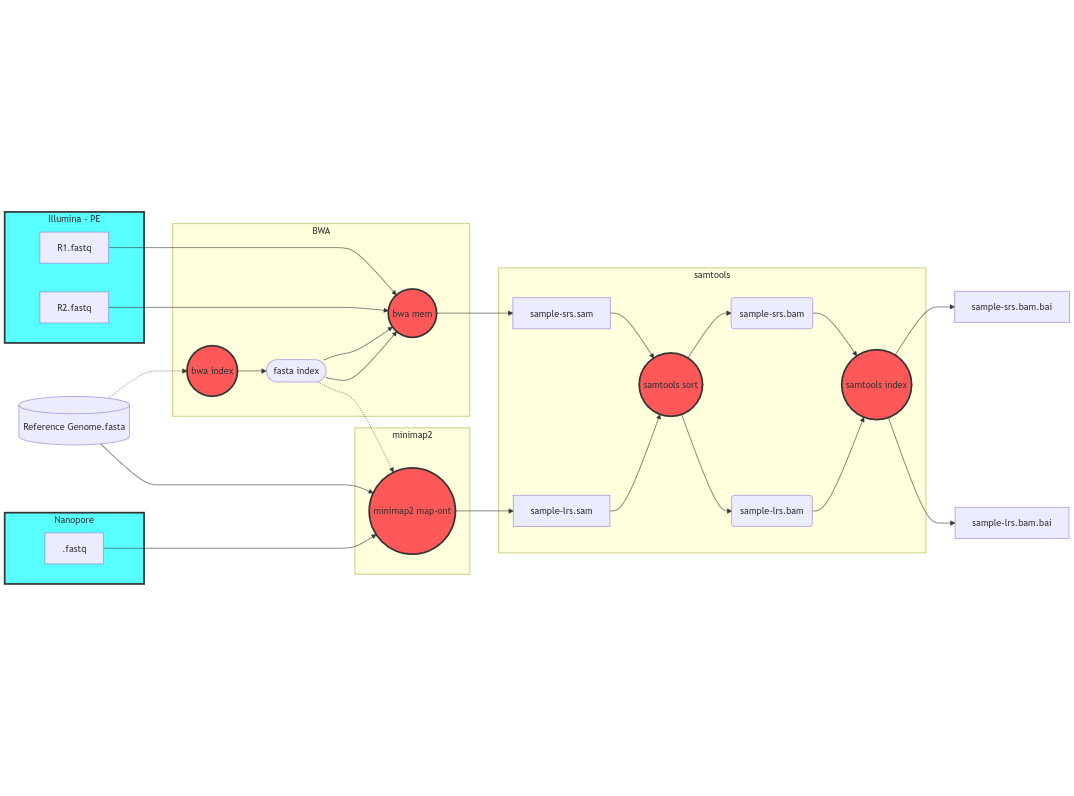 Illumina - PE
R1.fastq
R2.fastq
Reference Genome.fasta
Nanopore
.fastq
BWA
bwa mem
bwa index
fasta index
minimap2
minimap2 map-ont
samtools
sample-srs.sam
sample-lrs.sam
samtools sort
sample-srs.bam
sample-lrs.bam
samtools index
sample-srs.bam.bai
sample-lrs.bam.bai